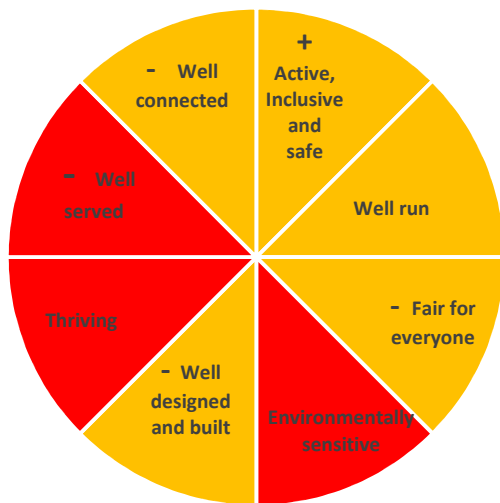 +
Active,
Inclusive
and
safe
Well run
- Fair for
everyone
Environmentally
sensitive
- Well
designed
and built
Thriving
- Well
served
- Well
connected